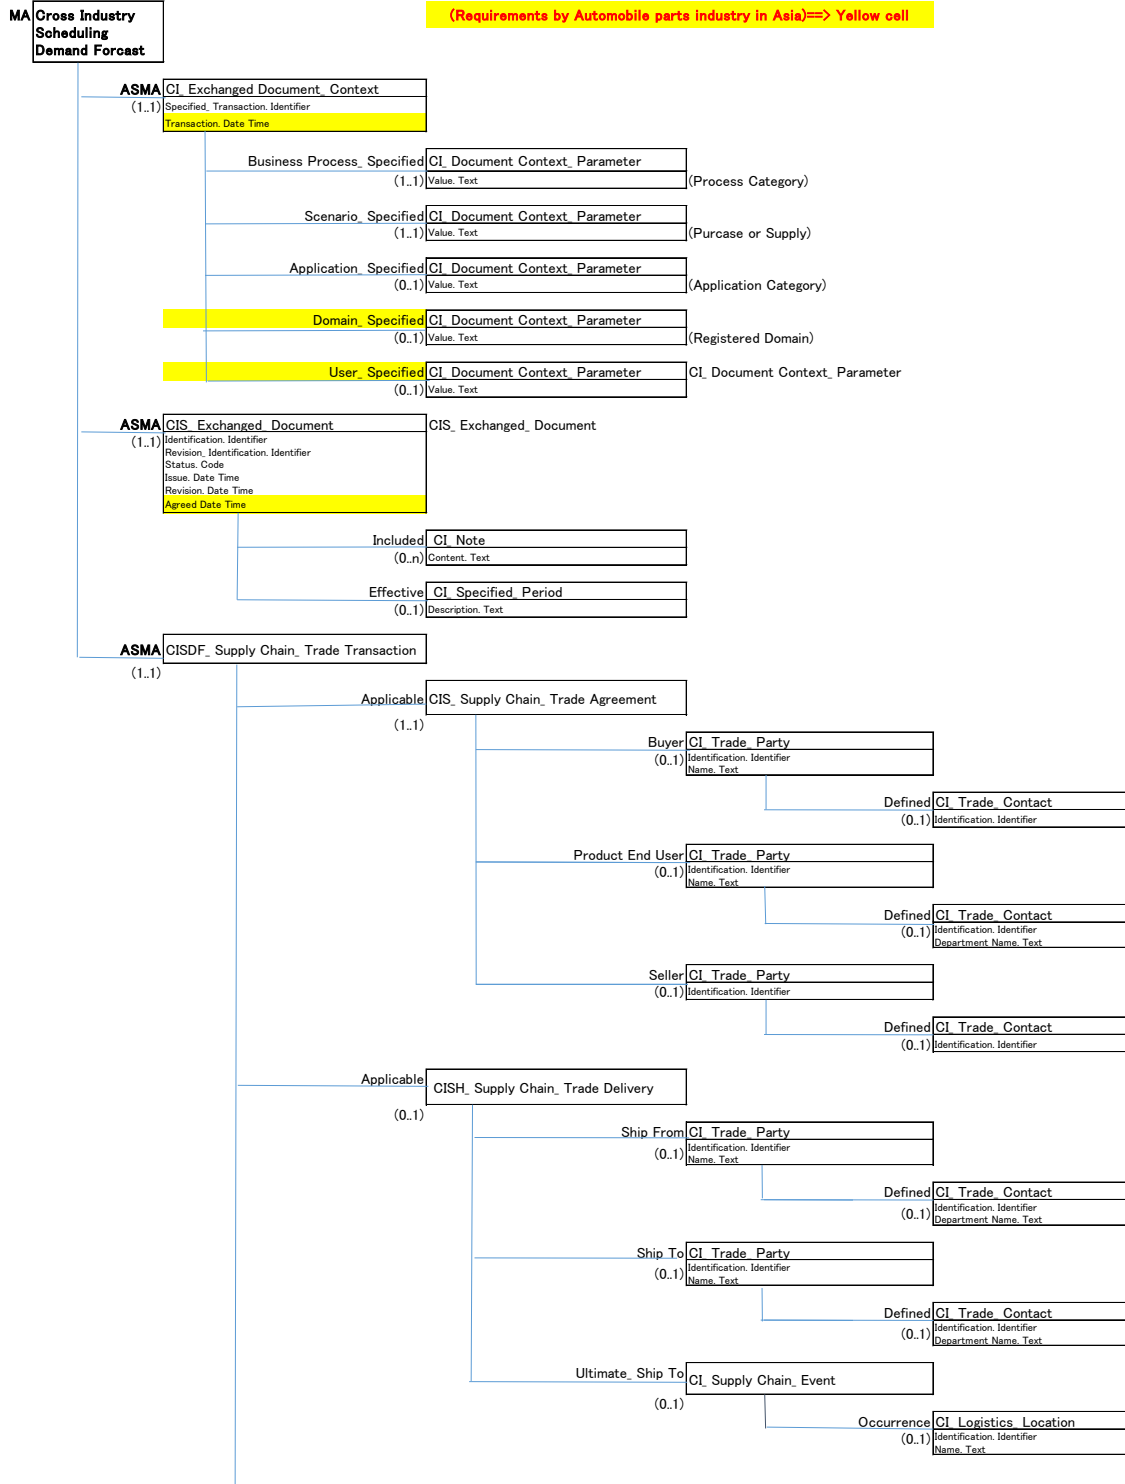 MA Cross Industry
Scheduling
Demand Forcast
(Requirements by Automobile parts industry in Asia)==> Yellow cell
ASMA CI_ Exchanged Document_ Context
(1..1) Specified_ Transaction. Identifier
Transaction. Date Time
Business Process_ Specified CI_ Document Context_ Parameter
(1..1) Value. Text (Process Category)
Scenario_ Specified CI_ Document Context_ Parameter
(1..1) Value. Text (Purcase or Supply)
Application_ Specified CI_ Document Context_ Parameter
(0..1) Value. Text (Application Category)
Domain_ Specified CI_ Document Context_ Parameter
(0..1) Value. Text (Registered Domain)
User_ Specified CI_ Document Context_ Parameter CI_ Document Context_ Parameter
(0..1) Value. Text
ASMA CIS_ Exchanged_ Document CIS_ Exchanged_ Document
(1..1) Identification. Identifier
Revision_ Identification. Identifier
Status. Code
Issue. Date Time
Revision. Date Time
Agreed Date Time
Included CI_ Note
(0..n) Content. Text
Effective CI_ Specified_ Period
(0..1) Description. Text
ASMA CISDF_ Supply Chain_ Trade Transaction
(1..1)
Applicable CIS_ Supply Chain_ Trade Agreement
(1..1)
Buyer CI_ Trade_ Party
(0..1) Identification. Identifier
Name. Text
Defined CI_ Trade_ Contact
(0..1) Identification. Identifier
Product End User CI_ Trade_ Party
(0..1) Identification. Identifier
Name. Text
Defined CI_ Trade_ Contact
(0..1) Identification. Identifier
Department Name. Text
Seller CI_ Trade_ Party
(0..1) Identification. Identifier
Defined CI_ Trade_ Contact
(0..1) Identification. Identifier
Applicable CISH_ Supply Chain_ Trade Delivery
(0..1)
Ship From CI_ Trade_ Party
(0..1) Identification. Identifier
Name. Text
Defined CI_ Trade_ Contact
(0..1) Identification. Identifier
Department Name. Text
Ship To CI_ Trade_ Party
(0..1) Identification. Identifier
Name. Text
Defined CI_ Trade_ Contact
(0..1) Identification. Identifier
Department Name. Text
Ultimate_ Ship To CI_ Supply Chain_ Event
(0..1)
Occurrence CI_ Logistics_ Location
(0..1) Identification. Identifier
Name. Text